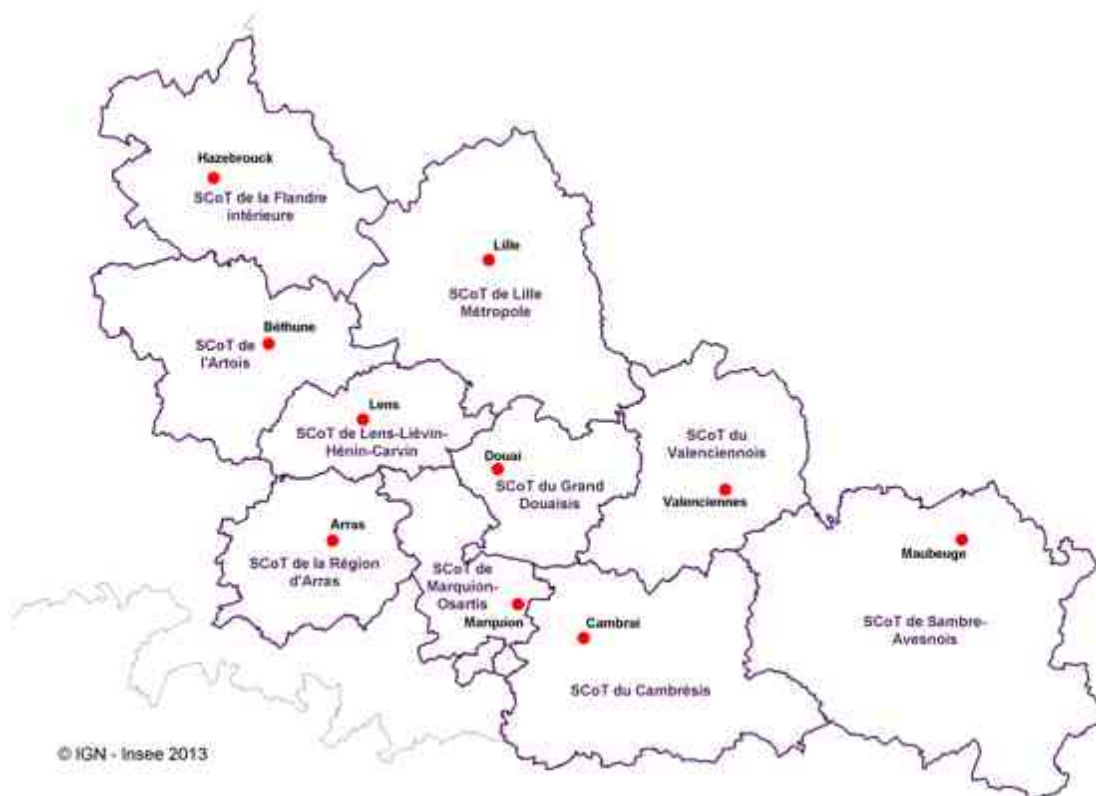 Hazebrouck
SCoT de la Flandre
intérieure
Lille
SCoT de Lille
Métropole
Béthune
SCoT de
l'Artois
Lens
SCoT de Lens-Liévin-
Hénin-Carvin
Douai
SCoT du Grand
Douaisis
SCoT du
Valenciennois
Valenciennes
Arras
SCoT de la Région
d'Arras
SCoT de
Marquion-
Osartis
Marquion
Cambrai
SCoT du Cambrésis
Maubeuge
SCoT de Sambre-
Avesnois
© IGN - Insee 2013